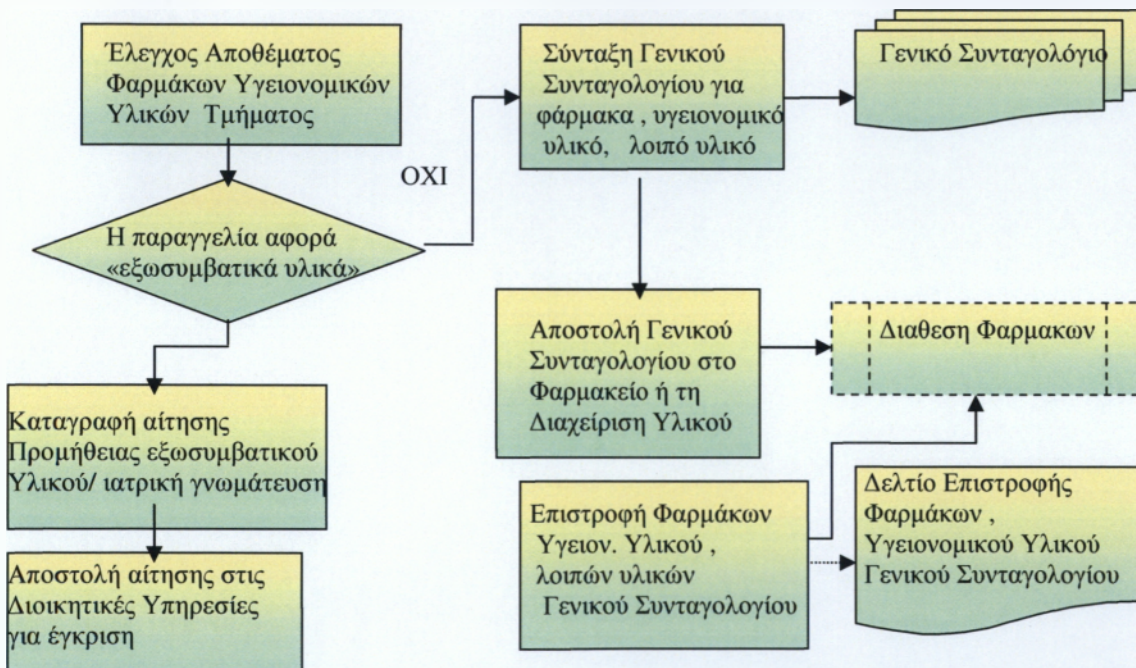 Έλεγχος Αποθέματος
Φαρμάκων Υγειονομικών
Υλικών Τμήματος
ΟΧΙ
Η παραγγελία αφορά
«εξωσυμβατικά υλικά»
Καταγραφή αίτησης
Προμήθειας εξωσυμβατικού
Υλικού/ ιατρική γνωμάτευση
Αποστολή αίτησης στις
Διοικητικές Υπηρεσίες
για έγκριση
Σύνταξη Γενικού
Συνταγολογίου για
φάρμακα , υγειονομικό
υλικό, λοιπό υλικό
Γενικό Συνταγολόγιο
Αποστολή Γενικού
Συνταγολογίου στο
Φαρμακείο ή τη
Διαχείριση Υλικού
Διαθεση Φαρμακων
Επιστροφή Φαρμάκων
Υγειον. Υλικού ,
λοιπών υλικών
Γενικού Συνταγολογίου
Δελτίο Επιστροφής
Φαρμάκων ,
Υγειονομικού Υλικού
Γενικού Συνταγολογίου